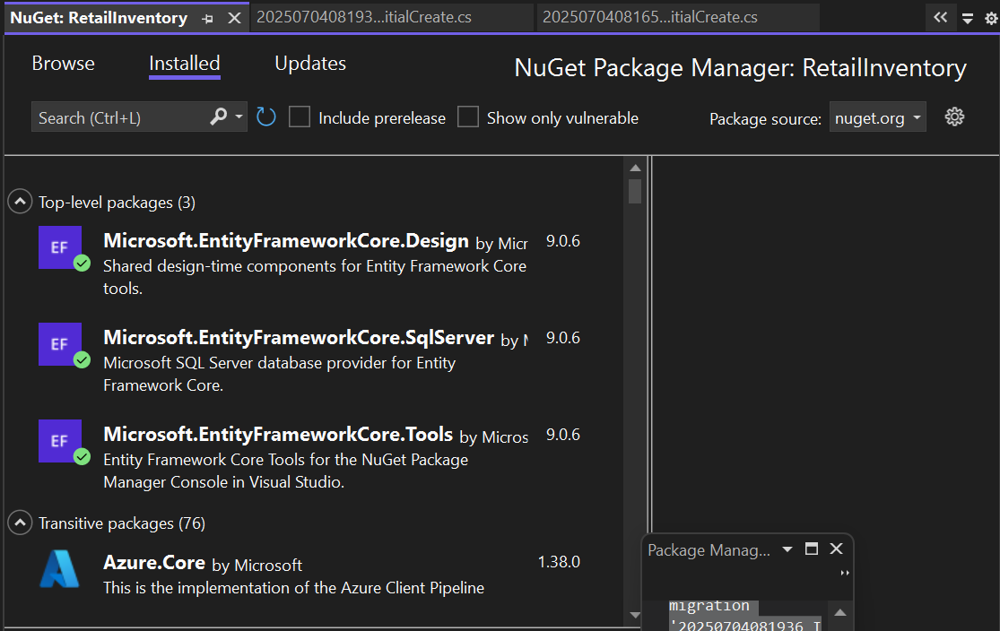 NuGet: RetailInventory
2025070408193...itialCreate.cs
2025070408165...itialCreate.cs
Browse
Installed
Updates
NuGet Package Manager: RetailInventory
Search (Ctrl+L)
Include prerelease
Show only vulnerable
Package source:
nuget.org
Top-level packages (3)
EF
Microsoft.EntityFrameworkCore.Design by Micr
9.0.6
Shared design-time components for Entity Framework Core
tools.
EF
Microsoft.EntityFrameworkCore.SqlServer by M
9.0.6
Microsoft SQL Server database provider for Entity
Framework Core.
EF
Microsoft.EntityFrameworkCore.Tools by Micros
9.0.6
Entity Framework Core Tools for the NuGet Package
Manager Console in Visual Studio.
Transitive packages (76)
Azure.Core by Microsoft
1.38.0
This is the implementation of the Azure Client Pipeline
Package Manag...
migration
'20250704081936_I